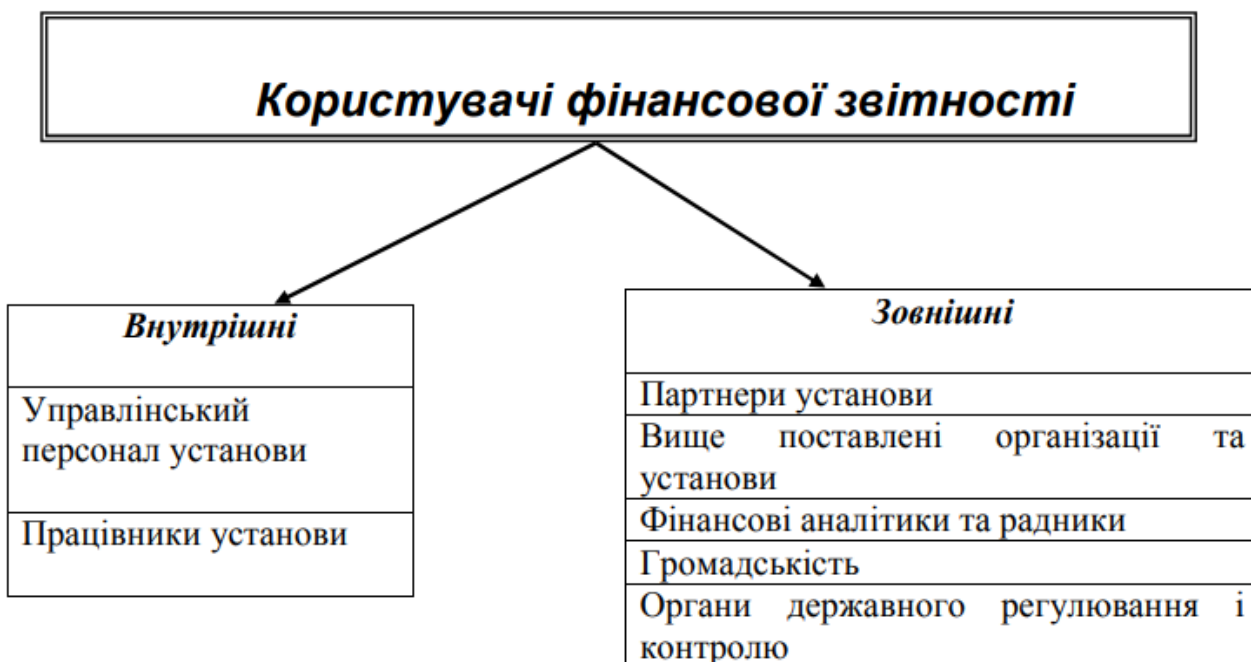 Користувачі фінансової звітності
Внутрішні
Управлінський
персонал установи
Працівники установи
Зовнішні
Партнери установи
Вище поставлені організації та
установи
Фінансові аналітики та радники
Громадськість
Органи державного регулювання і
контролю